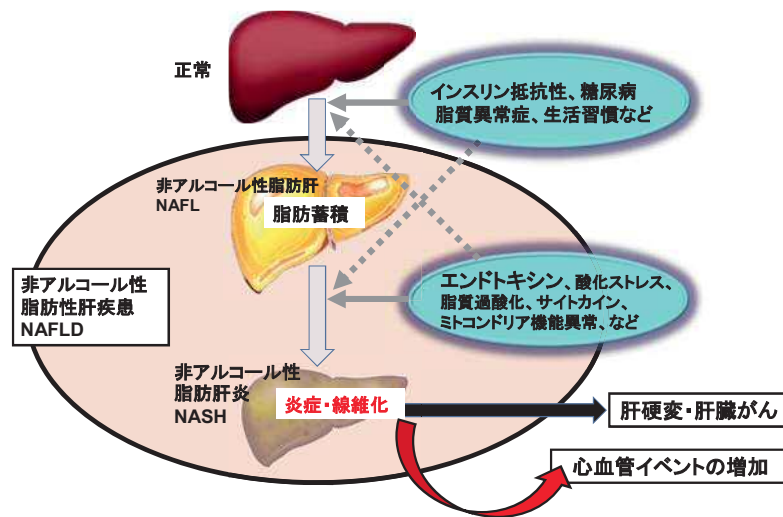 正常
インスリン抵抗性、糖尿病
脂質異常症、生活習慣など
非アルコール性脂肪肝
NAFL
脂肪蓄積
非アルコール性
脂肪性肝疾患
NAFLD
エンドトキシン、酸化ストレス、
脂質過酸化、サイトカイン、
ミトコンドリア機能異常、など
非アルコール性
脂肪肝炎
NASH
炎症・線維化
肝硬変・肝臓がん
心血管イベントの増加